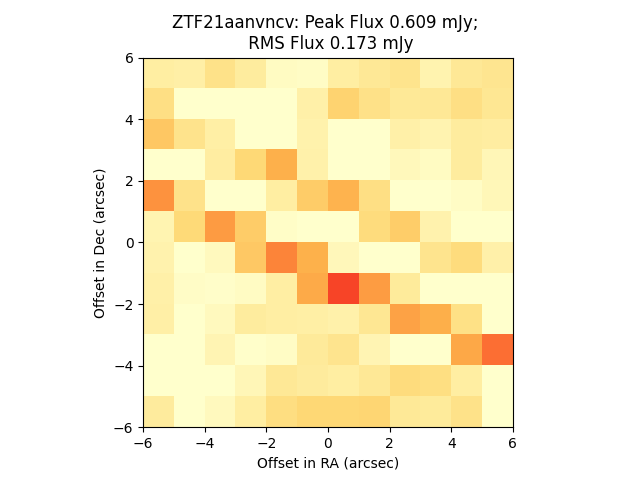 ZTF21aanvncv: Peak Flux 0.609 mJy;
RMS Flux 0.173 mJy
6
4
2
0
−2
−4
−6
Offset in Dec (arcsec)
−6 −4 −2 0 2 4 6
Offset in RA (arcsec)